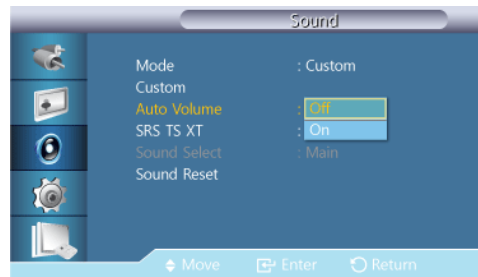 Sound
Mode : Custom
Custom
Auto Volume : Off
SRS TS XT : On
Sound Select : Main
Sound Reset
Move Enter Return